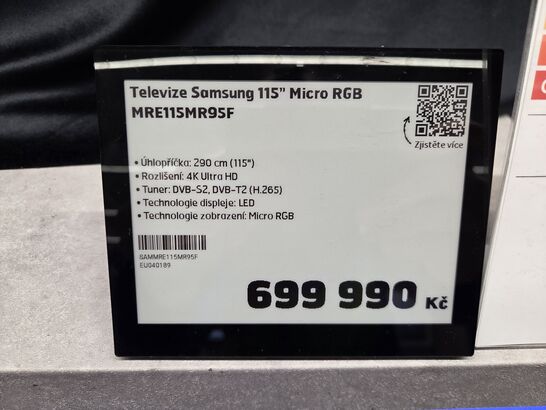 Televize Samsung 115” Micro RGB
MRE115MR95F
Zjistěte více
• Úhlopříčka: 290 cm (115")
• Rozlišení: 4K Ultra HD
• Tuner: DVB-S2, DVB-T2 (H.265)
• Technologie displeje: LED
• Technologie zobrazení: Micro RGB
SAMMRE115MR95F
EU040189
699 990 Kč